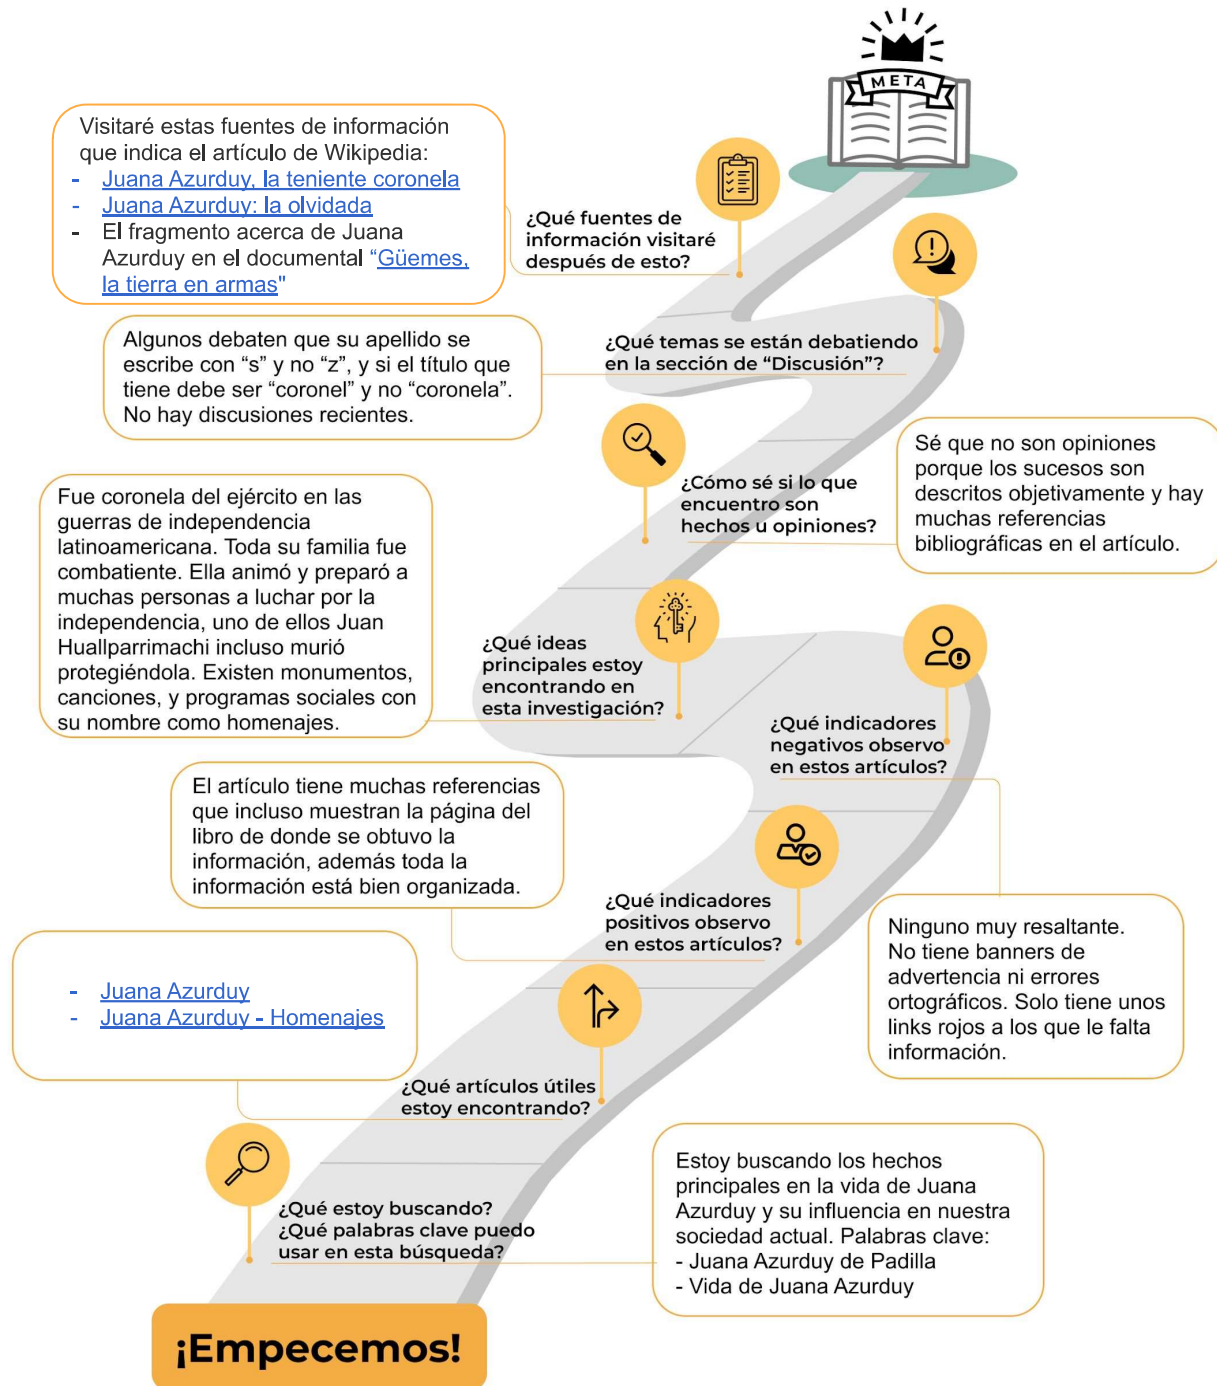 META
Visitaré estas fuentes de información
que indica el artículo de Wikipedia:
- Juana Azurduy, la teniente coronela
- Juana Azurduy: la olvidada
- El fragmento acerca de Juana
Azurduy en el documental “Güemes,
la tierra en armas"
¿Qué fuentes de
información visitaré
después de esto?
Algunos debaten que su apellido se
escribe con “s” y no “z”, y si el título que
tiene debe ser “coronel” y no “coronela”.
No hay discusiones recientes.
¿Qué temas se están debatiendo
en la sección de “Discusión”?
¿Cómo sé si lo que
encuentro son
hechos u opiniones?
Sé que no son opiniones
porque los sucesos son
descritos objetivamente y hay
muchas referencias
bibliográficas en el artículo.
Fue coronela del ejército en las
guerras de independencia
latinoamericana. Toda su familia fue
combatiente. Ella animó y preparó a
muchas personas a luchar por la
independencia, uno de ellos Juan
Huallparrimachi incluso murió
protegiéndola. Existen monumentos,
canciones, y programas sociales con
su nombre como homenajes.
¿Qué ideas
principales estoy
encontrando en
esta investigación?
¿Qué indicadores
negativos observo
en estos artículos?
El artículo tiene muchas referencias
que incluso muestran la página del
libro de donde se obtuvo la
información, además toda la
información está bien organizada.
¿Qué indicadores
positivos observo
en estos artículos?
Ninguno muy resaltante.
No tiene banners de
advertencia ni errores
ortográficos. Solo tiene unos
links rojos a los que le falta
información.
- Juana Azurduy
- Juana Azurduy - Homenajes
¿Qué artículos útiles
estoy encontrando?
¿Qué estoy buscando?
¿Qué palabras clave puedo
usar en esta búsqueda?
Estoy buscando los hechos
principales en la vida de Juana
Azurduy y su influencia en nuestra
sociedad actual. Palabras clave:
- Juana Azurduy de Padilla
- Vida de Juana Azurduy
¡Empecemos!